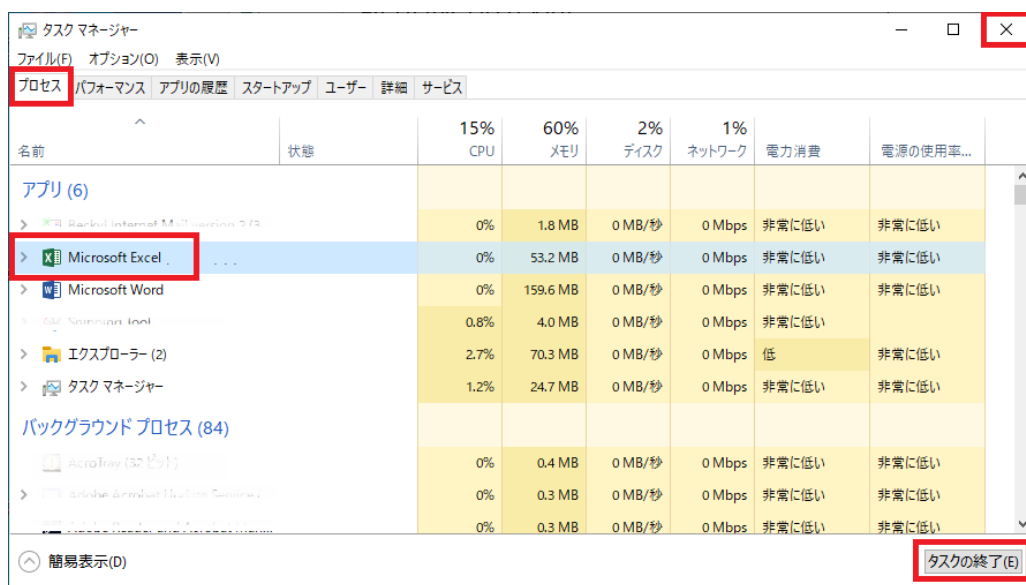 タスク マネージャー
ファイル(F) オプション(O) 表示(V)
プロセス パフォーマンス アプリの履歴 スタートアップ ユーザー 詳細 サービス
15% 60% 2% 1%
名前 状態 CPU メモリ ディスク ネットワーク 電力消費 電源の使用率...
アプリ (6)
0% 1.8 MB 0 MB/秒 0 Mbps 非常に低い 非常に低い
Microsoft Excel 0% 53.2 MB 0 MB/秒 0 Mbps 非常に低い 非常に低い
Microsoft Word 0% 159.6 MB 0 MB/秒 0 Mbps 非常に低い 非常に低い
Snipping Tool 0.8% 4.0 MB 0 MB/秒 0 Mbps 非常に低い
エクスプローラー (2) 2.7% 70.3 MB 0 MB/秒 0 Mbps 低 非常に低い
タスク マネージャー 1.2% 24.7 MB 0 MB/秒 0 Mbps 非常に低い 非常に低い
バックグラウンド プロセス (84)
AcroTray (32 ビット) 0% 0.4 MB 0 MB/秒 0 Mbps 非常に低い 非常に低い
0% 0.3 MB 0 MB/秒 0 Mbps 非常に低い 非常に低い
0% 0.3 MB 0 MB/秒 0 Mbps 非常に低い 非常に低い
簡易表示(D) タスクの終了(E)